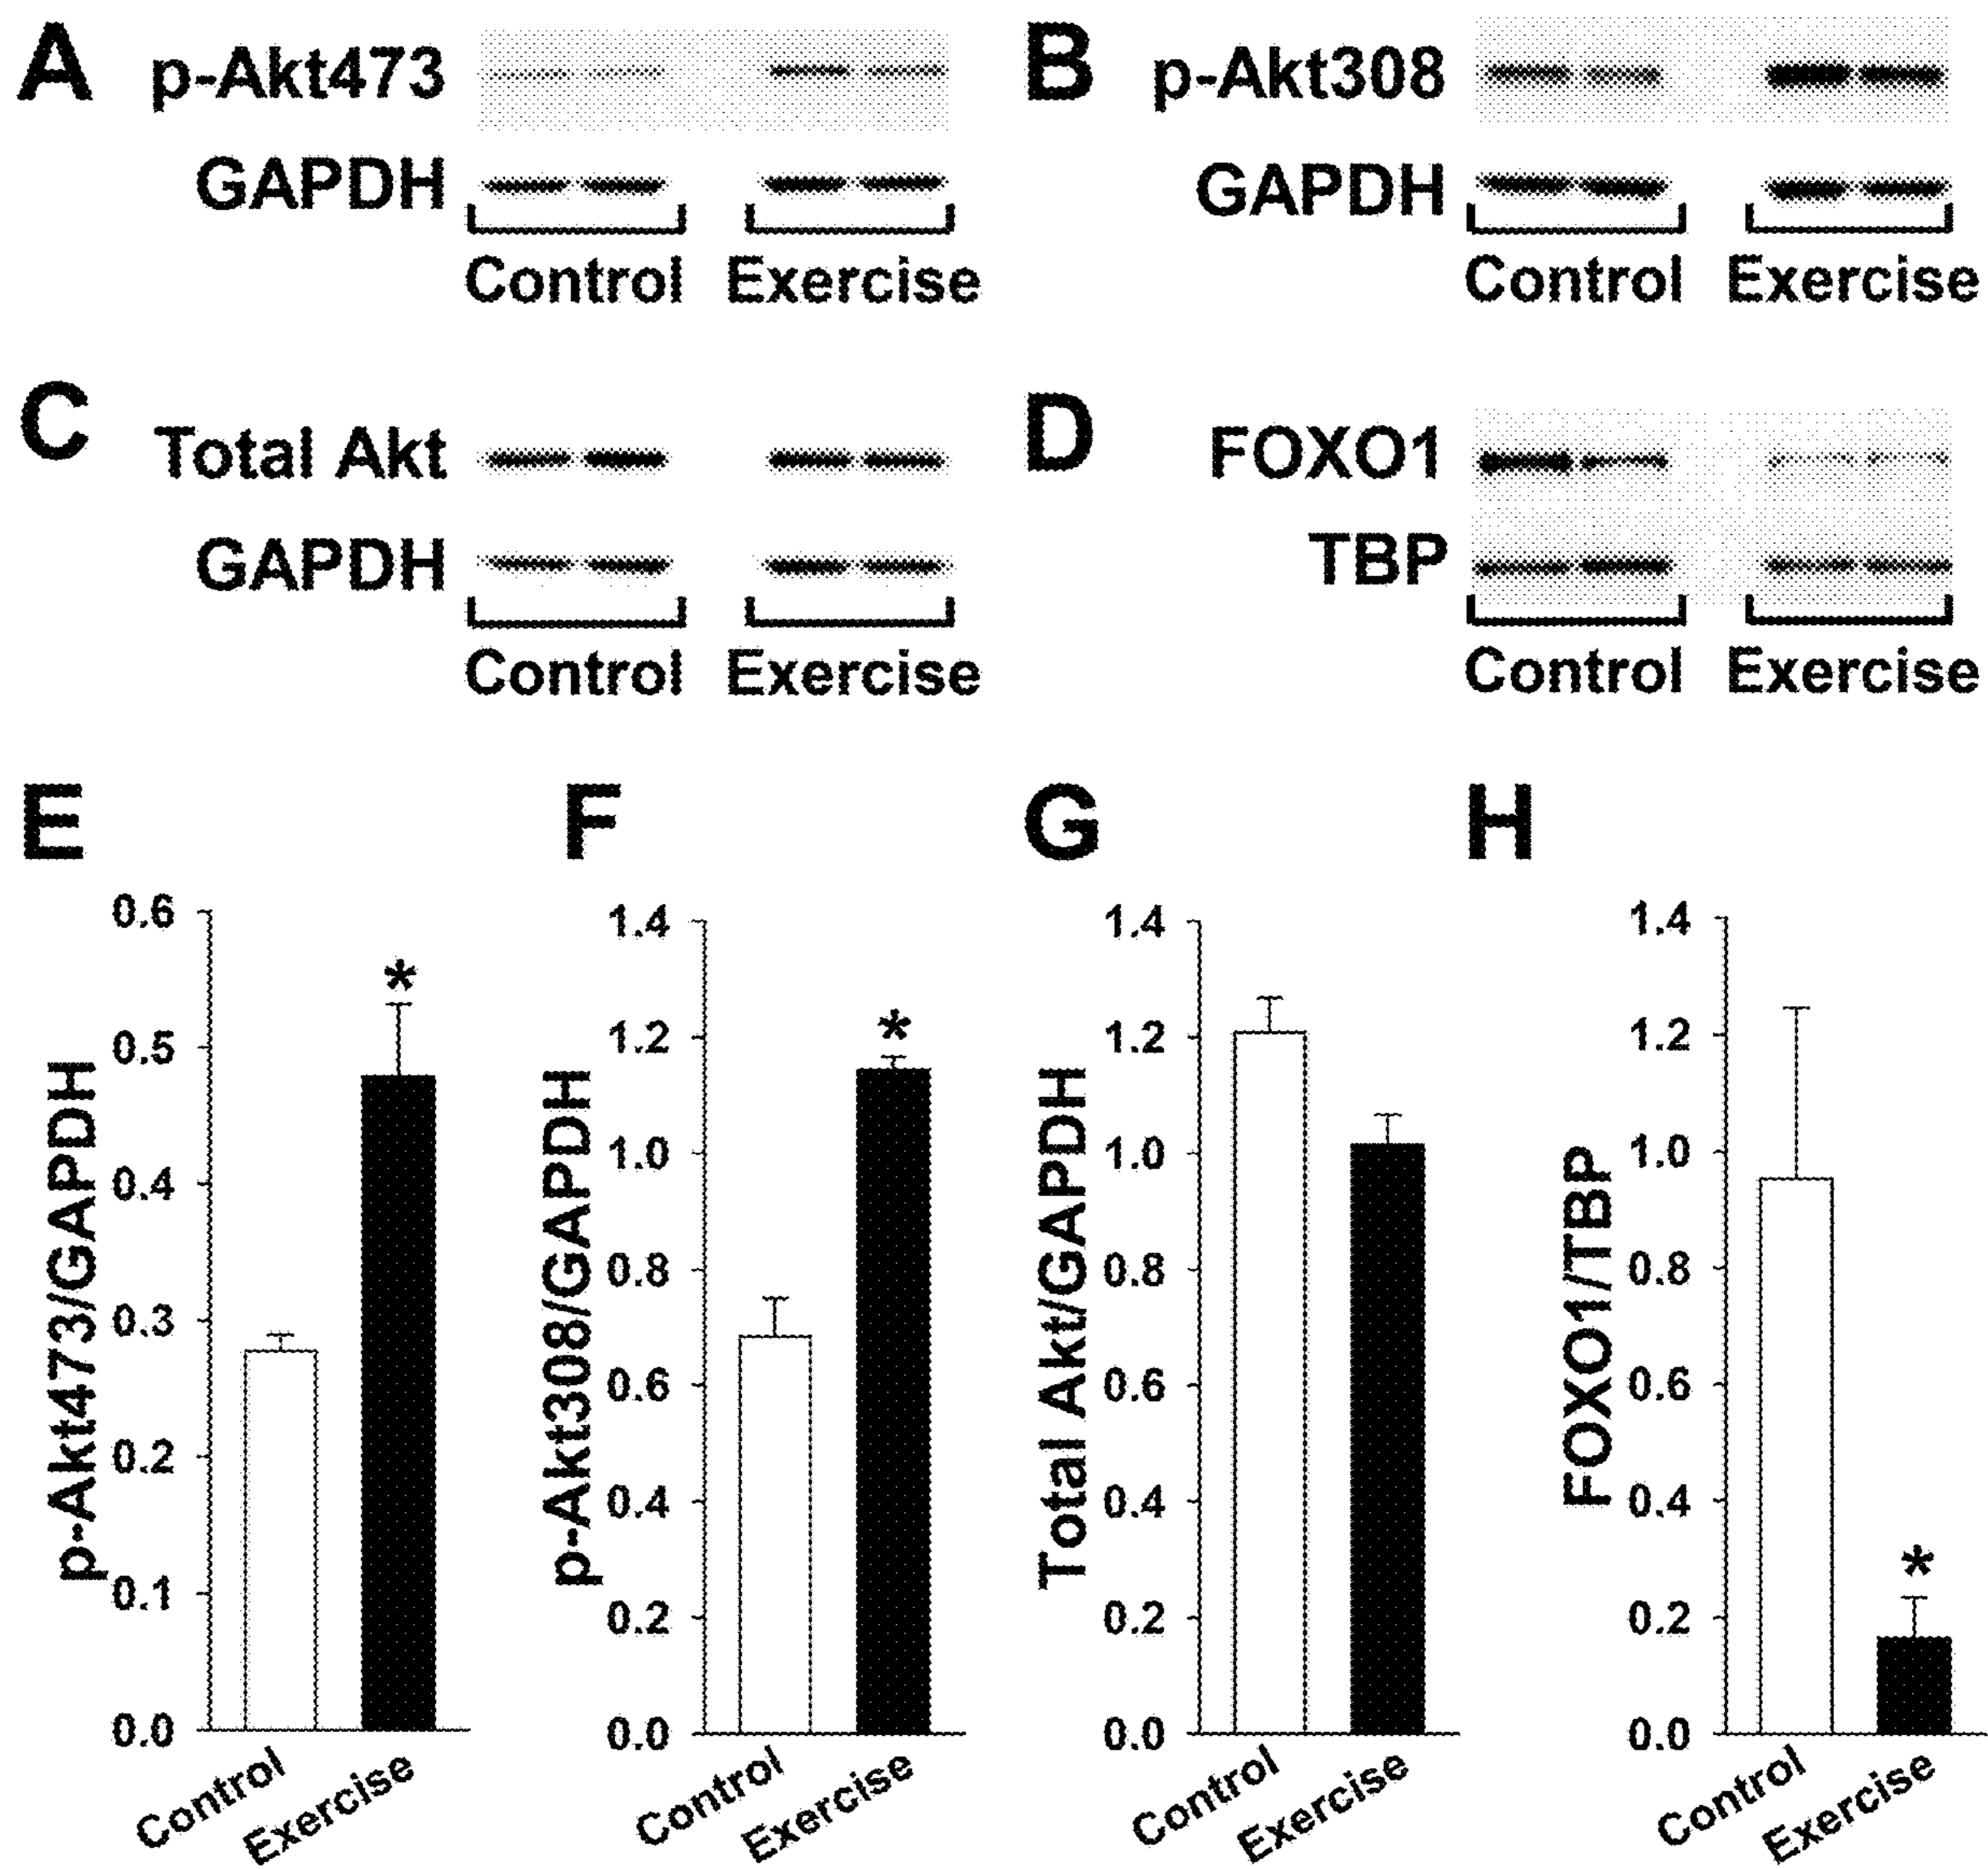 A
p-Akt473
GAPDH
Control Exercise
B
p-Akt308
GAPDH
Control Exercise
C
Total Akt
GAPDH
Control Exercise
D
FOXO1
TBP
Control Exercise
E
p-Akt473/GAPDH
0.6
*
0.5
0.4
0.3
0.2
0.1
0.0
Control
Exercise
F
p-Akt308/GAPDH
1.4
1.2
*
1.0
0.8
0.6
0.4
0.2
0.0
Control
Exercise
G
Total Akt/GAPDH
1.4
1.2
1.0
0.8
0.6
0.4
0.2
0.0
Control
Exercise
H
FOXO1/TBP
1.4
1.2
1.0
0.8
0.6
0.4
*
0.2
0.0
Control
Exercise